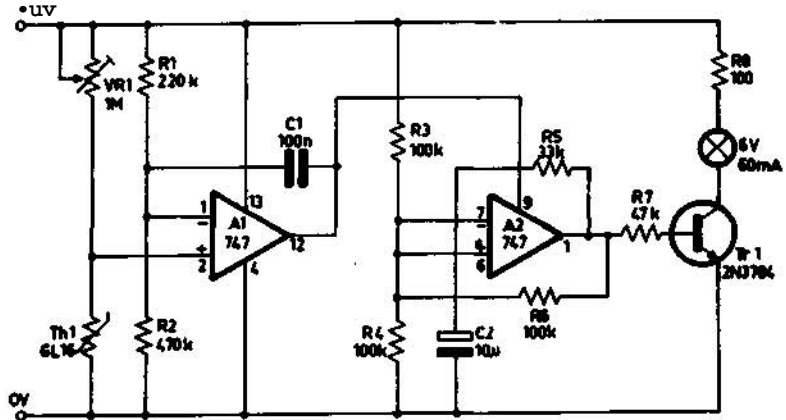 •uv
R1
220k
VR1
1M
C1
100n
R3
100k
R5
33k
R8
100
6V
60mA
13
1
−
A1
747
12
+
2
4
9
7
−
A2
747
1
6
R7
47k
Tr1
Th1
GL16
R2
470k
R4
100k
C2
10µ
R6
100k
0V